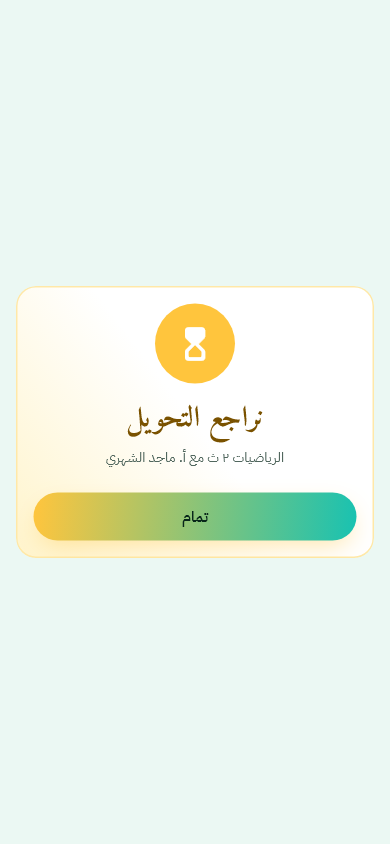 نراجع التحويل
الرياضيات ٢ ث مع أ. ماجد الشهري
تمام